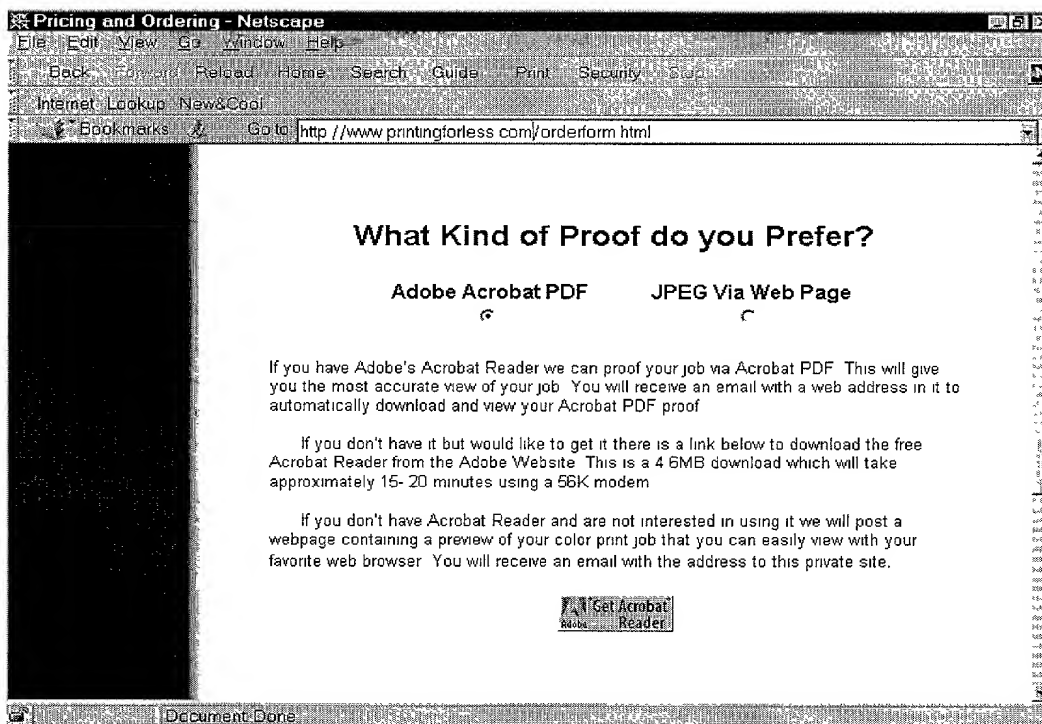 Pricing and Ordering - Netscape
File Edit View Go Window Help
Back Forward Reload Home Search Guide Print Security Stop
Internet Lookup New&Cool
Bookmarks Go to http //www printingforless com/orderform html
What Kind of Proof do you Prefer?
Adobe Acrobat PDF JPEG Via Web Page
If you have Adobe's Acrobat Reader we can proof your job via Acrobat PDF This will give
you the most accurate view of your job You will receive an email with a web address in it to
automatically download and view your Acrobat PDF proof
If you don't have it but would like to get it there is a link below to download the free
Acrobat Reader from the Adobe Website This is a 4 6MB download which will take
approximately 15- 20 minutes using a 56K modem
If you don't have Acrobat Reader and are not interested in using it we will post a
webpage containing a preview of your color print job that you can easily view with your
favorite web browser You will receive an email with the address to this private site.
Get Acrobat
Adobe Reader
Document Done